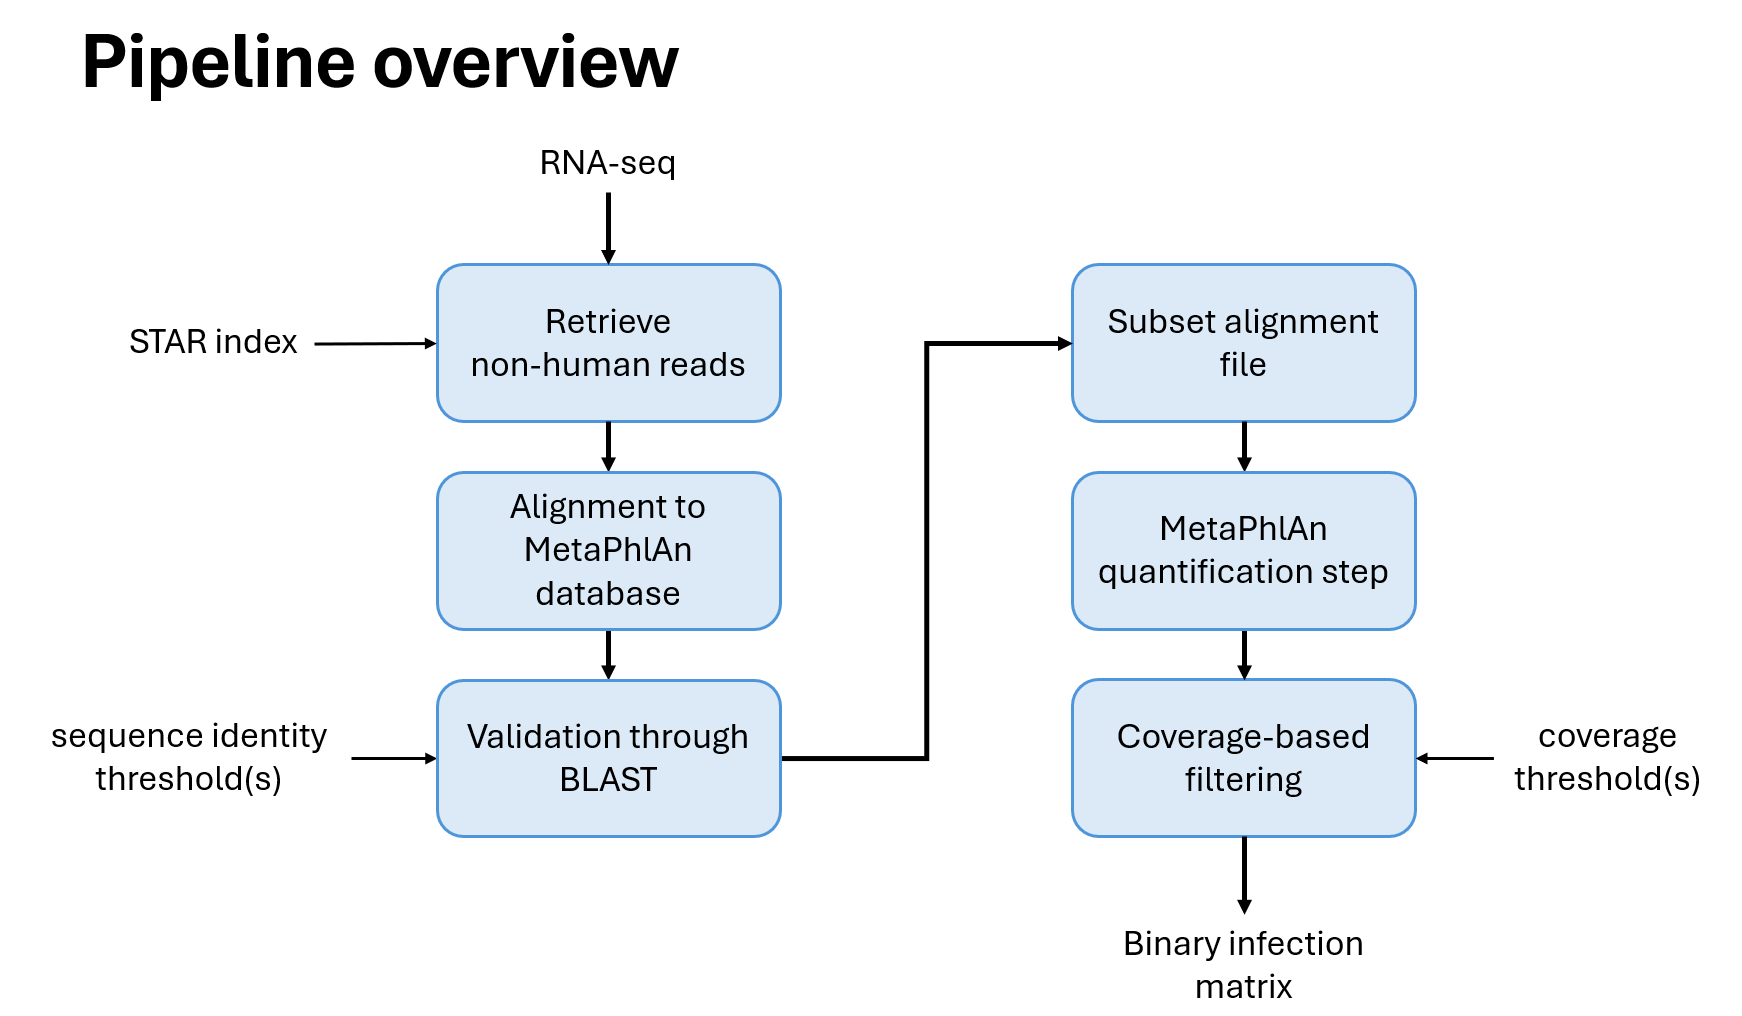 Pipeline overview
RNA-seq
STAR index
Retrieve
non-human reads
Alignment to
MetaPhlAn
database
sequence identity
threshold(s)
Validation through
BLAST
Subset alignment
file
MetaPhlAn
quantification step
Coverage-based
filtering
coverage
threshold(s)
Binary infection
matrix